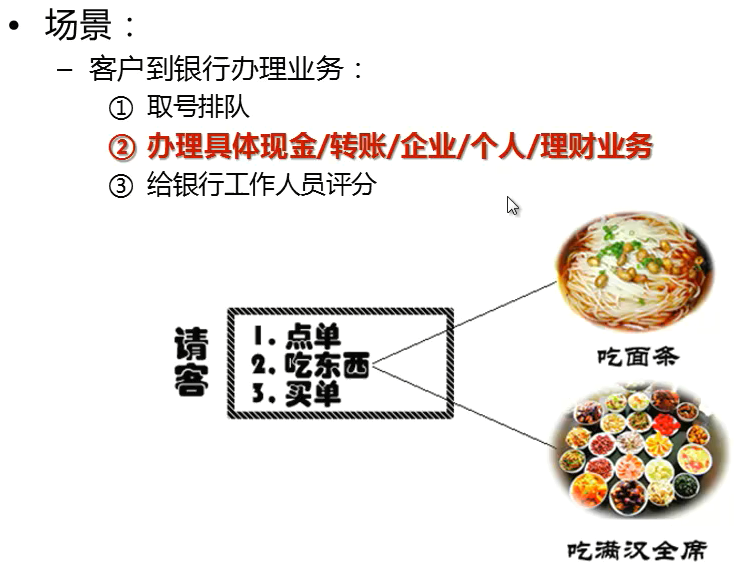 • 场景：
– 客户到银行办理业务：
① 取号排队
② 办理具体现金/转账/企业/个人/理财业务
③ 给银行工作人员评分
请客
1. 点单
2. 吃东西
3. 买单
吃面条
吃满汉全席